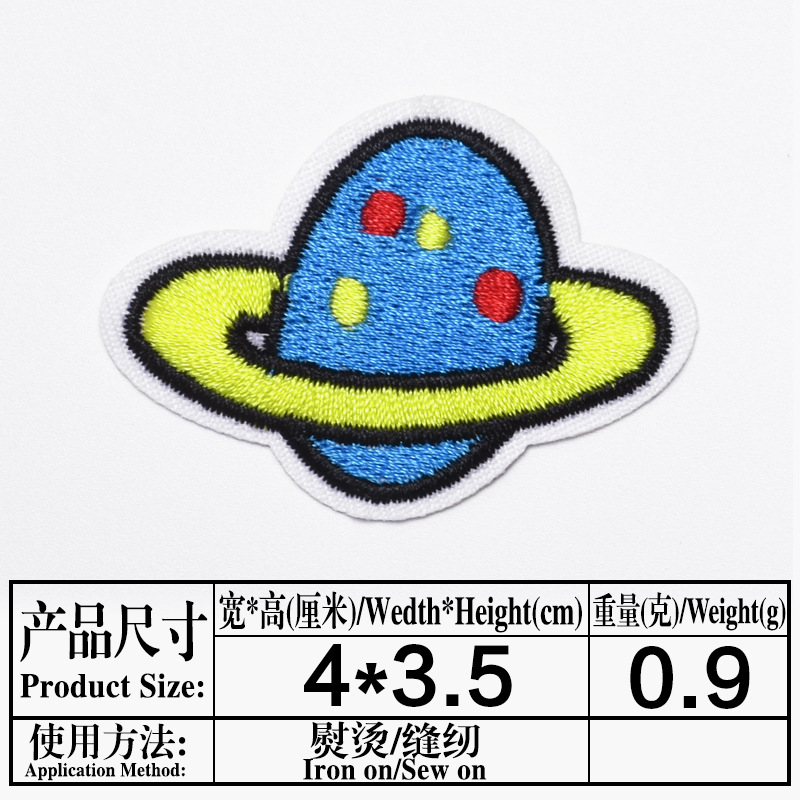 产品尺寸
Product Size:
宽*高(厘米)/Wedth*Height(cm)
重量(克)/Weight(g)
4*3.5
0.9
使用方法:
Application Method:
熨烫/缝纫
Iron on/Sew on